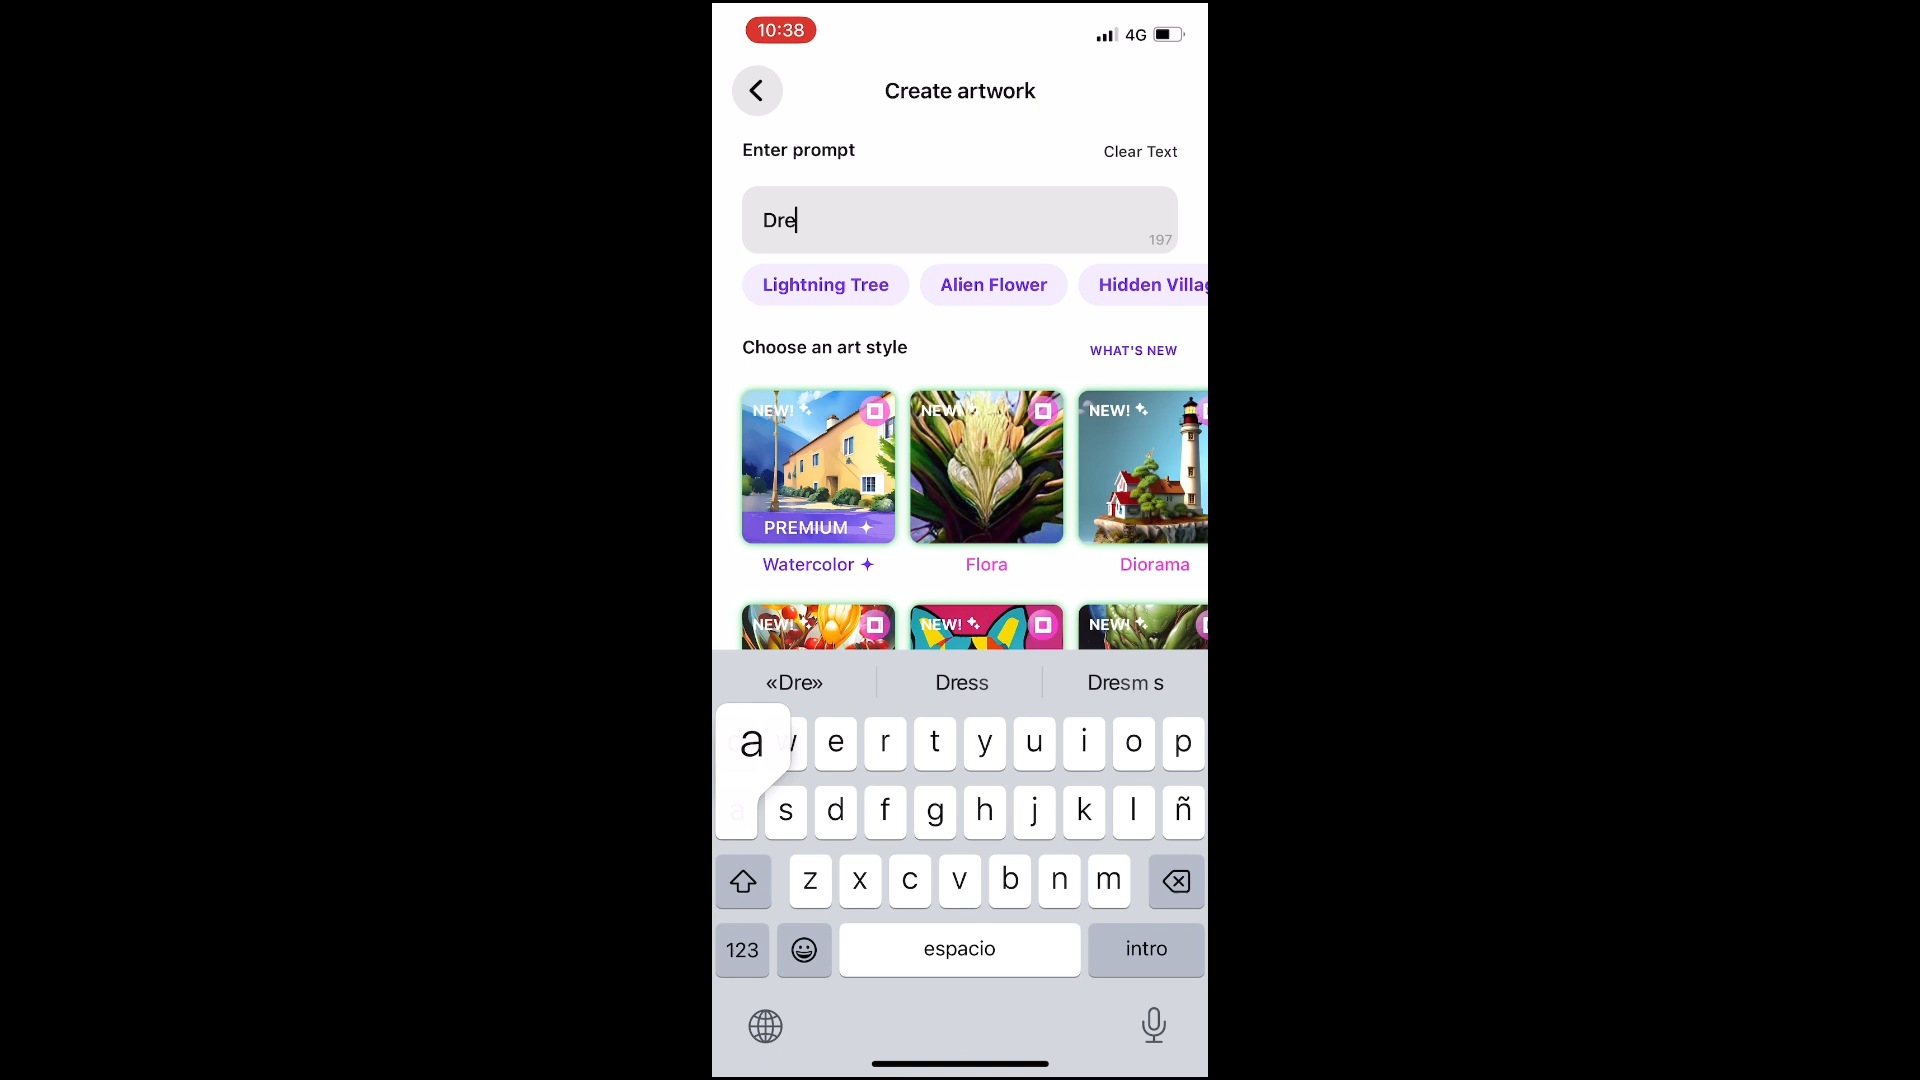 10:38
4G
Create artwork
Enter prompt
Clear Text
Dre
197
Lightning Tree
Alien Flower
Hidden Villag
Choose an art style
WHAT'S NEW
NEW!
NEW!
NEW!
PREMIUM
Watercolor
Flora
Diorama
NEW!
NEW!
NEW!
«Dre»
Dress
Dresm s
a w e r t y u i o p
a s d f g h j k l ñ
z x c v b n m
123
espacio
intro